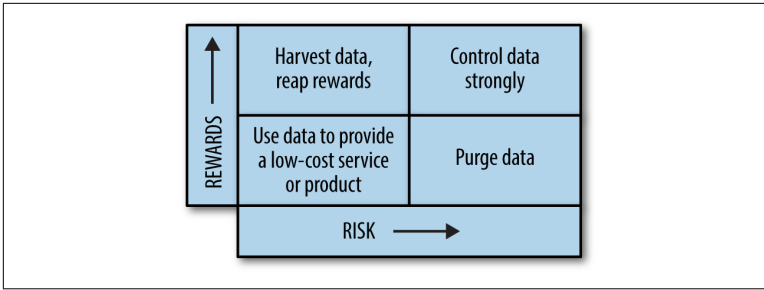 Harvest data,
reap rewards
Control data
strongly
REWARDS
Use data to provide
a low-cost service
or product
Purge data
RISK